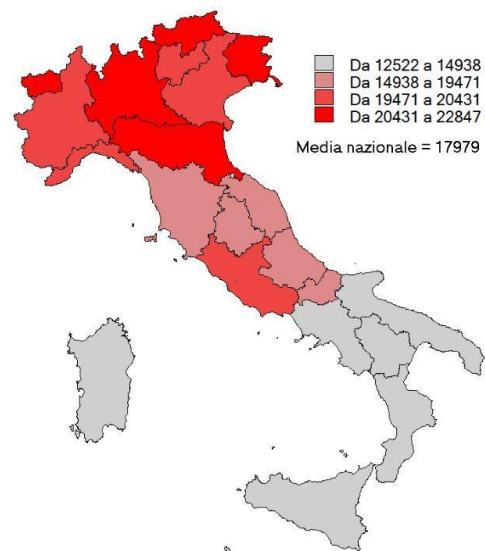 Da 12522 a 14938
Da 14938 a 19471
Da 19471 a 20431
Da 20431 a 22847
Media nazionale = 17979